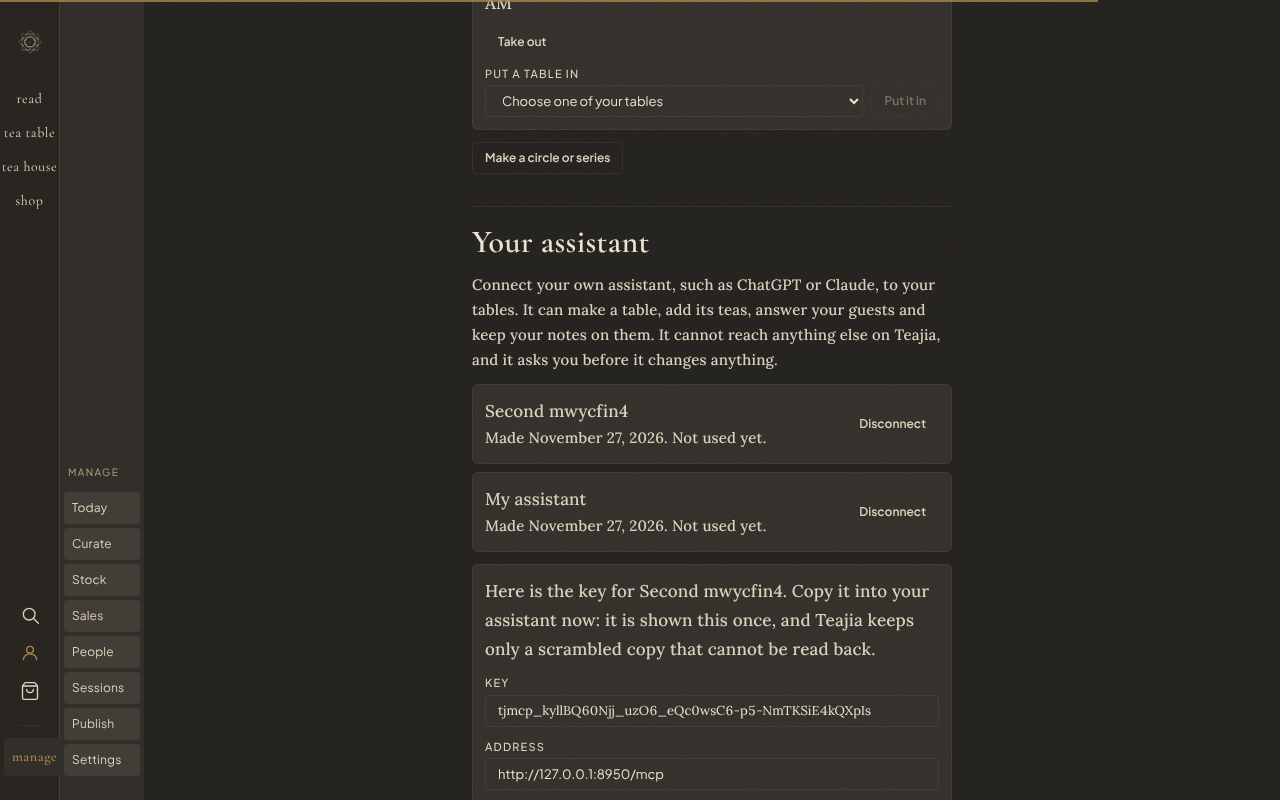 read
tea table
tea house
shop
manage
MANAGE
Today
Curate
Stock
Sales
People
Sessions
Publish
Settings
AM
Take out
PUT A TABLE IN
Choose one of your tables
Put it in
Make a circle or series
Your assistant
Connect your own assistant, such as ChatGPT or Claude, to your
tables. It can make a table, add its teas, answer your guests and
keep your notes on them. It cannot reach anything else on Teajia,
and it asks you before it changes anything.
Second mwycfin4
Made November 27, 2026. Not used yet.
Disconnect
My assistant
Made November 27, 2026. Not used yet.
Disconnect
Here is the key for Second mwycfin4. Copy it into your
assistant now: it is shown this once, and Teajia keeps
only a scrambled copy that cannot be read back.
KEY
tjmcp_kyllBQ60Njj_uzO6_eQc0wsC6-p5-NmTKSiE4kQXpls
ADDRESS
http://127.0.0.1:8950/mcp